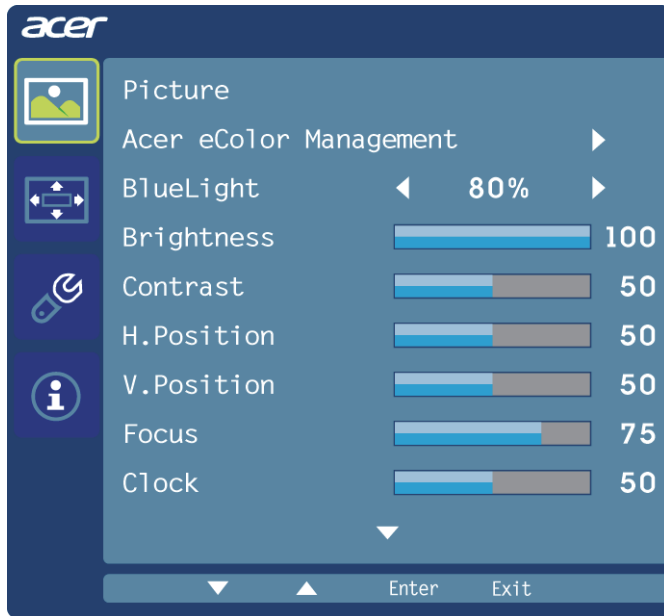 acer
Picture
Acer eColor Management
BlueLight 80%
Brightness 100
Contrast 50
H.Position 50
V.Position 50
Focus 75
Clock 50
Enter Exit